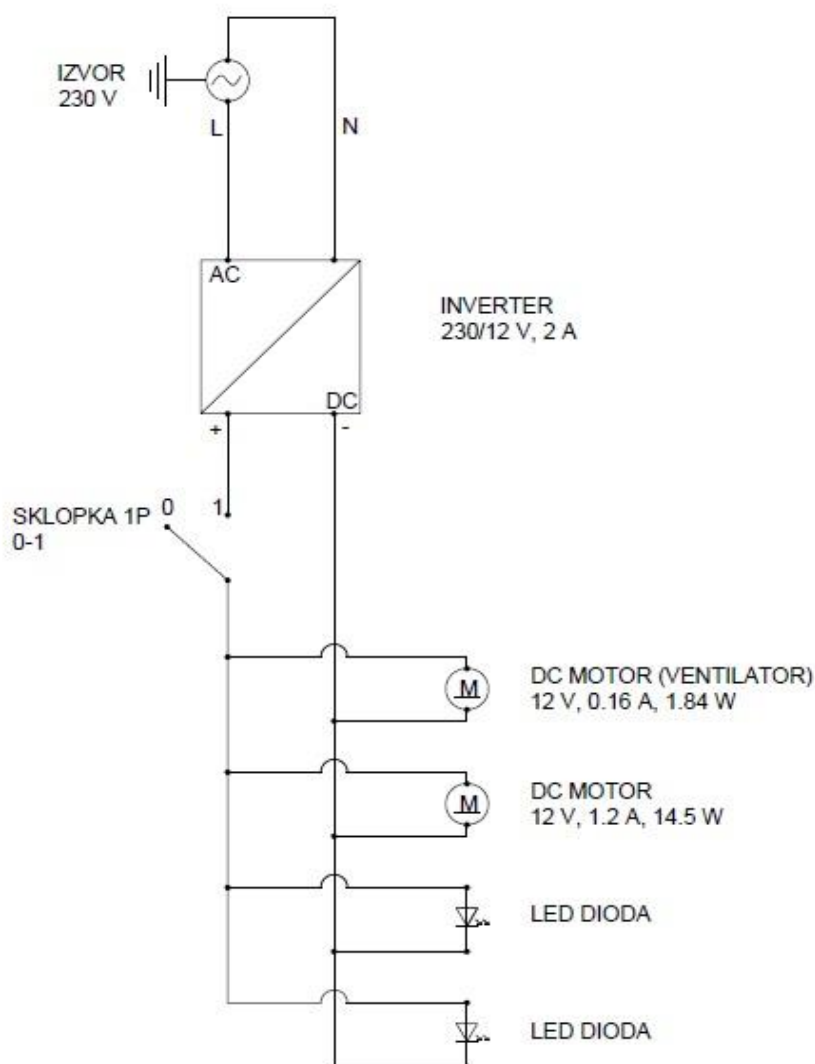 IZVOR
230 V
L
N
AC
DC
INVERTER
230/12 V, 2 A
+
-
SKLOPKA 1P
0-1
0
1
M
DC MOTOR (VENTILATOR)
12 V, 0.16 A, 1.84 W
M
DC MOTOR
12 V, 1.2 A, 14.5 W
LED DIODA
LED DIODA